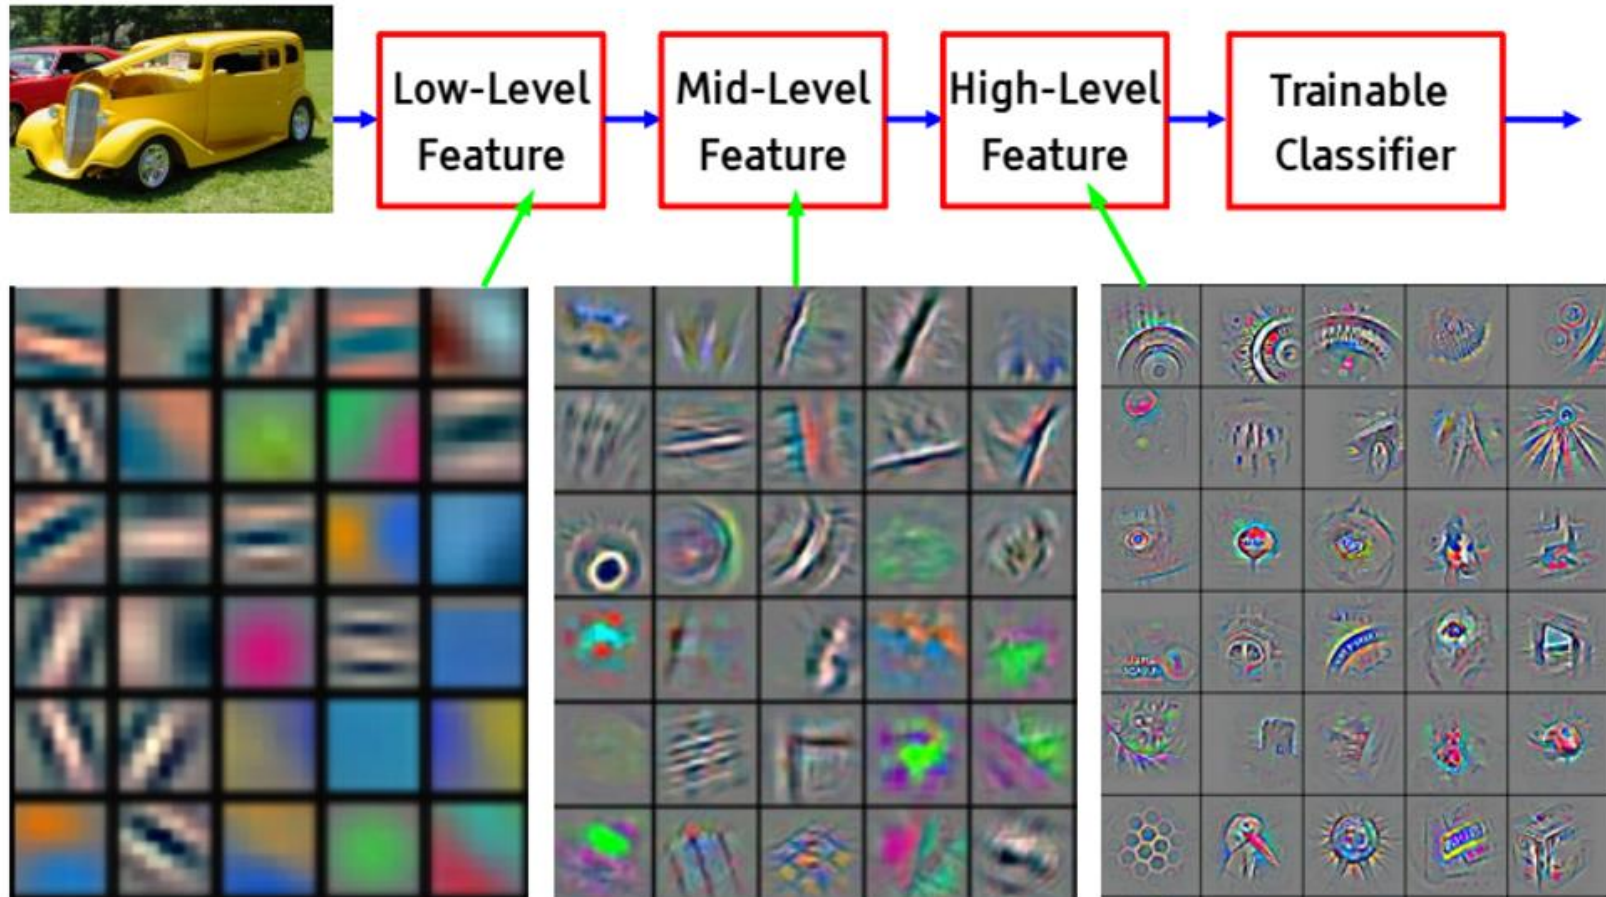 Low-Level
Feature
Mid-Level
Feature
High-Level
Feature
Trainable
Classifier